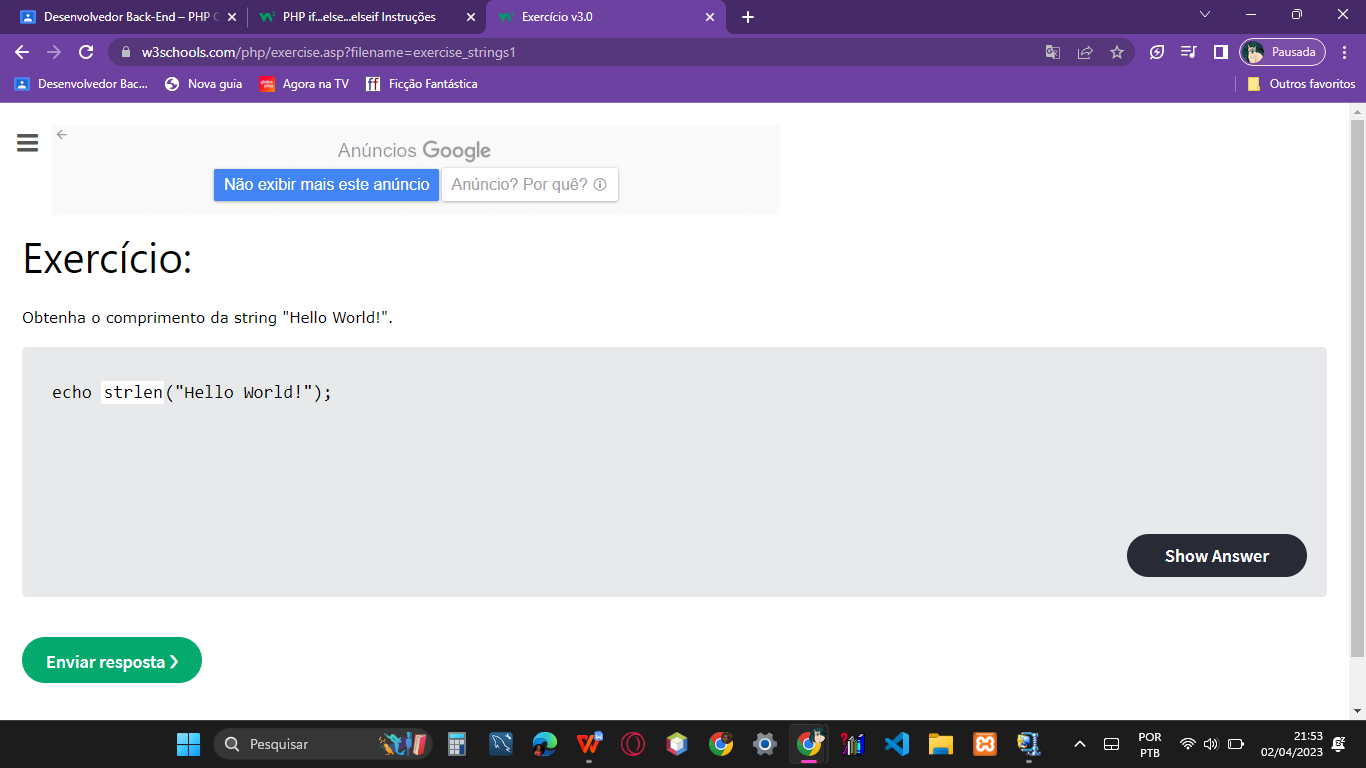 Desenvolvedor Back-End – PHP
PHP if...else...elseif Instruções
Exercício v3.0
w3schools.com/php/exercise.asp?filename=exercise_strings1
Pausada
Desenvolvedor Bac...
Nova guia
Agora na TV
Ficção Fantástica
Outros favoritos
Anúncios Google
Não exibir mais este anúncio
Anúncio? Por quê?
Exercício:
Obtenha o comprimento da string "Hello World!".
echo strlen("Hello World!");
Show Answer
Enviar resposta ❯
Pesquisar
POR
PTB
21:53
02/04/2023